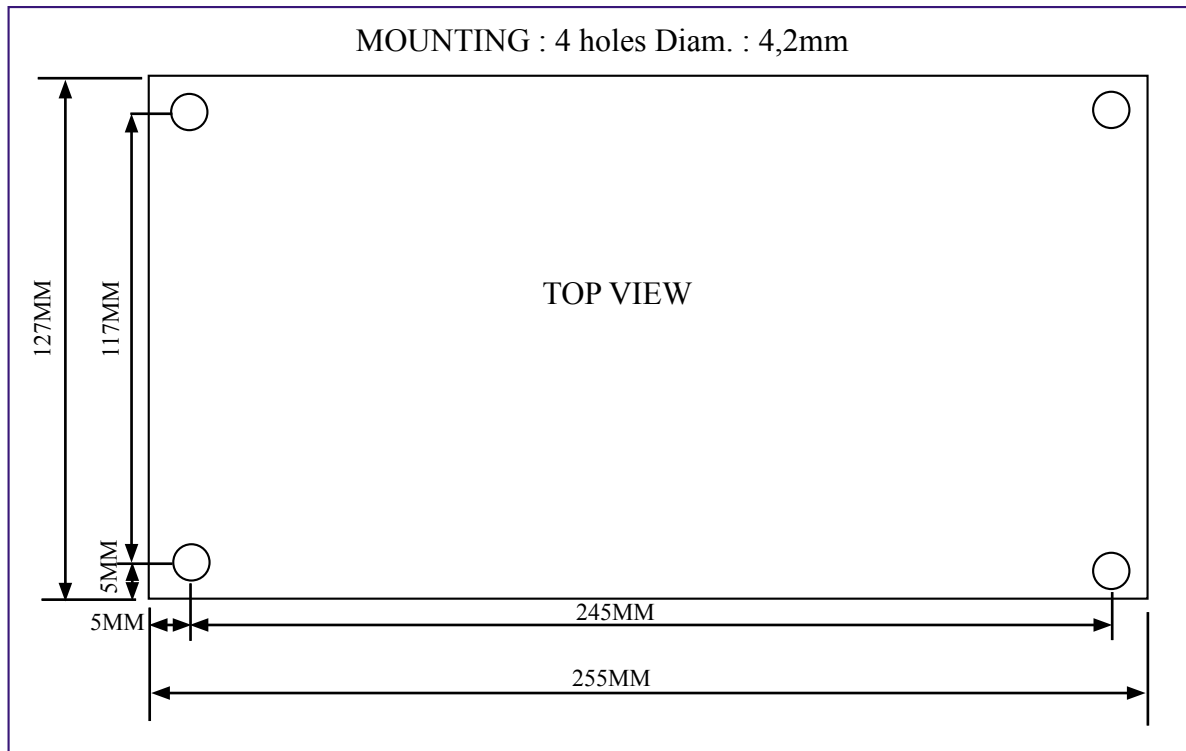 MOUNTING : 4 holes Diam. : 4,2mm
127MM
117MM
TOP VIEW
5MM
5MM
245MM
255MM